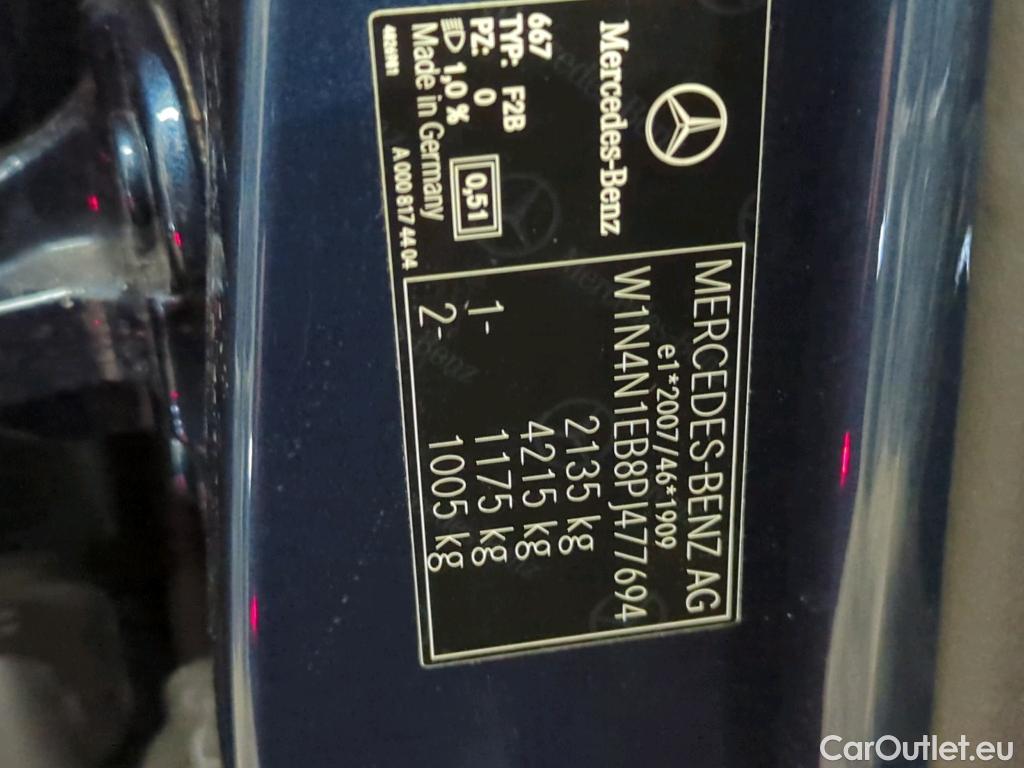 Mercedes-Benz
667
TYP: F2B
PZ: 0
1,0 %
0,51
Made in Germany
A 000 817 44 04
MERCEDES-BENZ AG
e1*2007/46*1909
W1N4N1EB8PJ477694
2135 kg
4215 kg
1- 1175 kg
2- 1005 kg
CarOutlet.eu